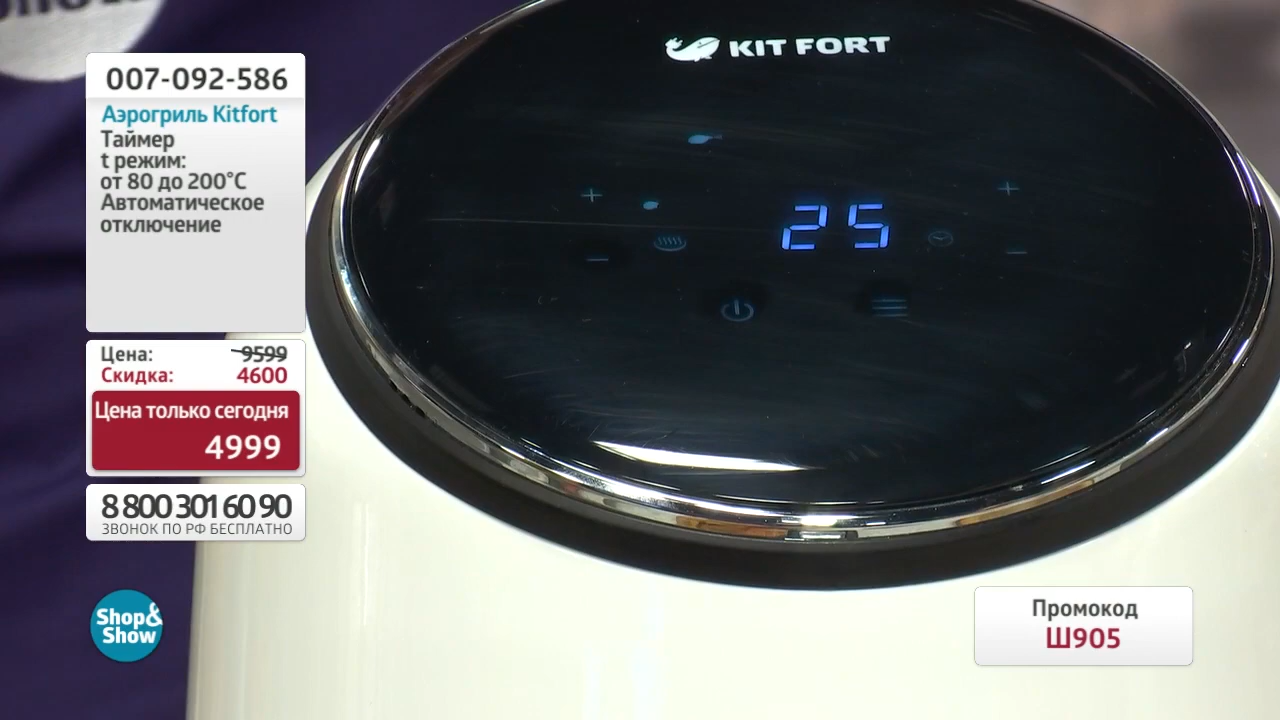 007-092-586
Аэрогриль Kitfort
Таймер
t режим:
от 80 до 200°C
Автоматическое
отключение
Цена: 9599
Скидка: 4600
Цена только сегодня
4999
8 800 301 60 90
ЗВОНОК ПО РФ БЕСПЛАТНО
Shop&
Show
KIT FORT
25
Промокод
Ш905